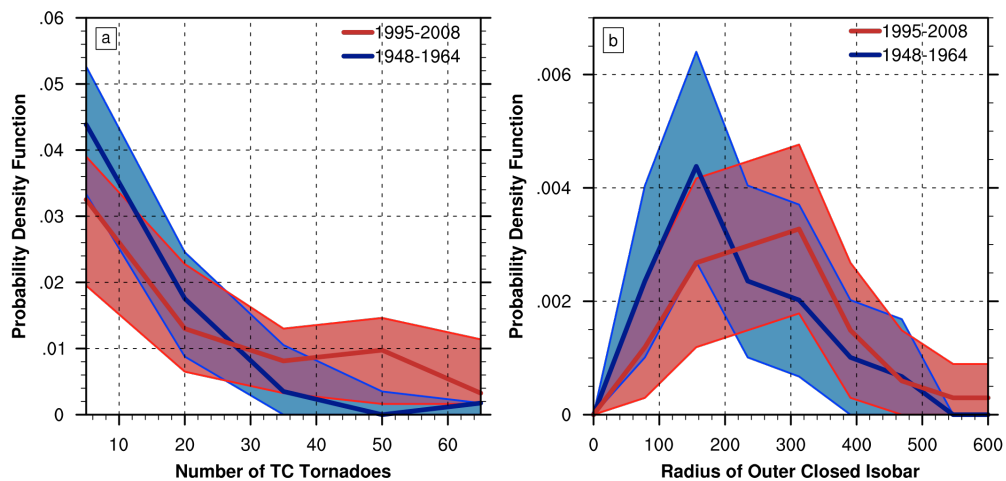 a
1995-2008
1948-1964
.06
.05
.04
.03
.02
.01
0
10 20 30 40 50 60
Probability Density Function
Number of TC Tornadoes
b
1995-2008
1948-1964
.006
.004
.002
0
0 100 200 300 400 500 600
Probability Density Function
Radius of Outer Closed Isobar